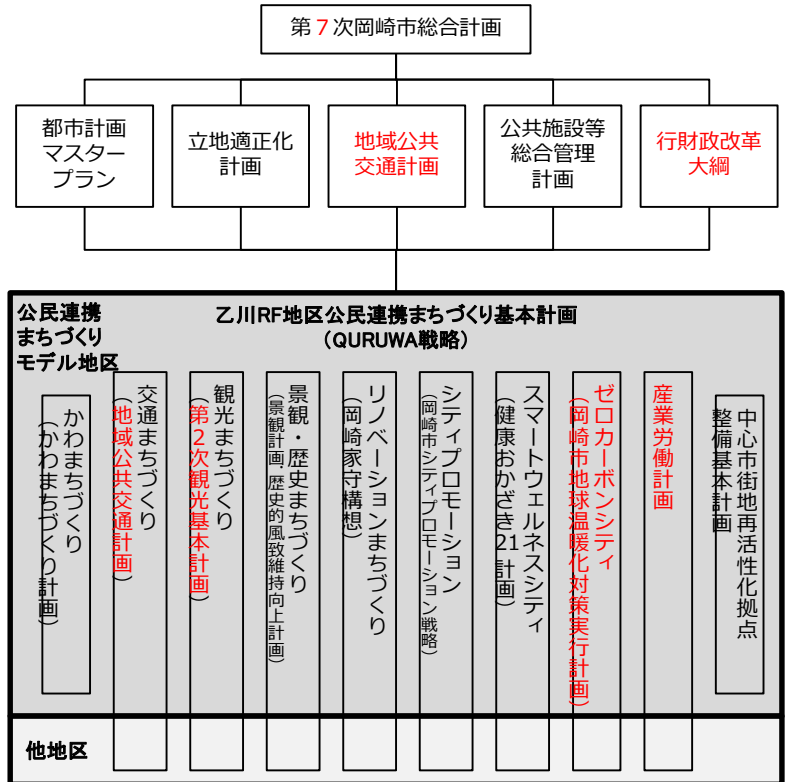 第７次岡崎市総合計画
都市計画
マスター
プラン
立地適正化
計画
地域公共
交通計画
公共施設等
総合管理
計画
行財政改革
大綱
公民連携
まちづくり
モデル地区
乙川RF地区公民連携まちづくり基本計画
（QURUWA戦略）
かわまちづくり
（かわまちづくり計画）
交通まちづくり
（地域公共交通計画）
観光まちづくり
（第2次観光基本計画）
景観・歴史まちづくり
（景観計画、歴史的風致維持向上計画）
リノベーションまちづくり
（岡崎家守構想）
シティプロモーション
（岡崎市シティプロモーション戦略）
スマートウェルネスシティ
（健康おかざき21計画）
ゼロカーボンシティ
（岡崎市地球温暖化対策実行計画）
産業労働計画
中心市街地再活性化拠点
整備基本計画
他地区